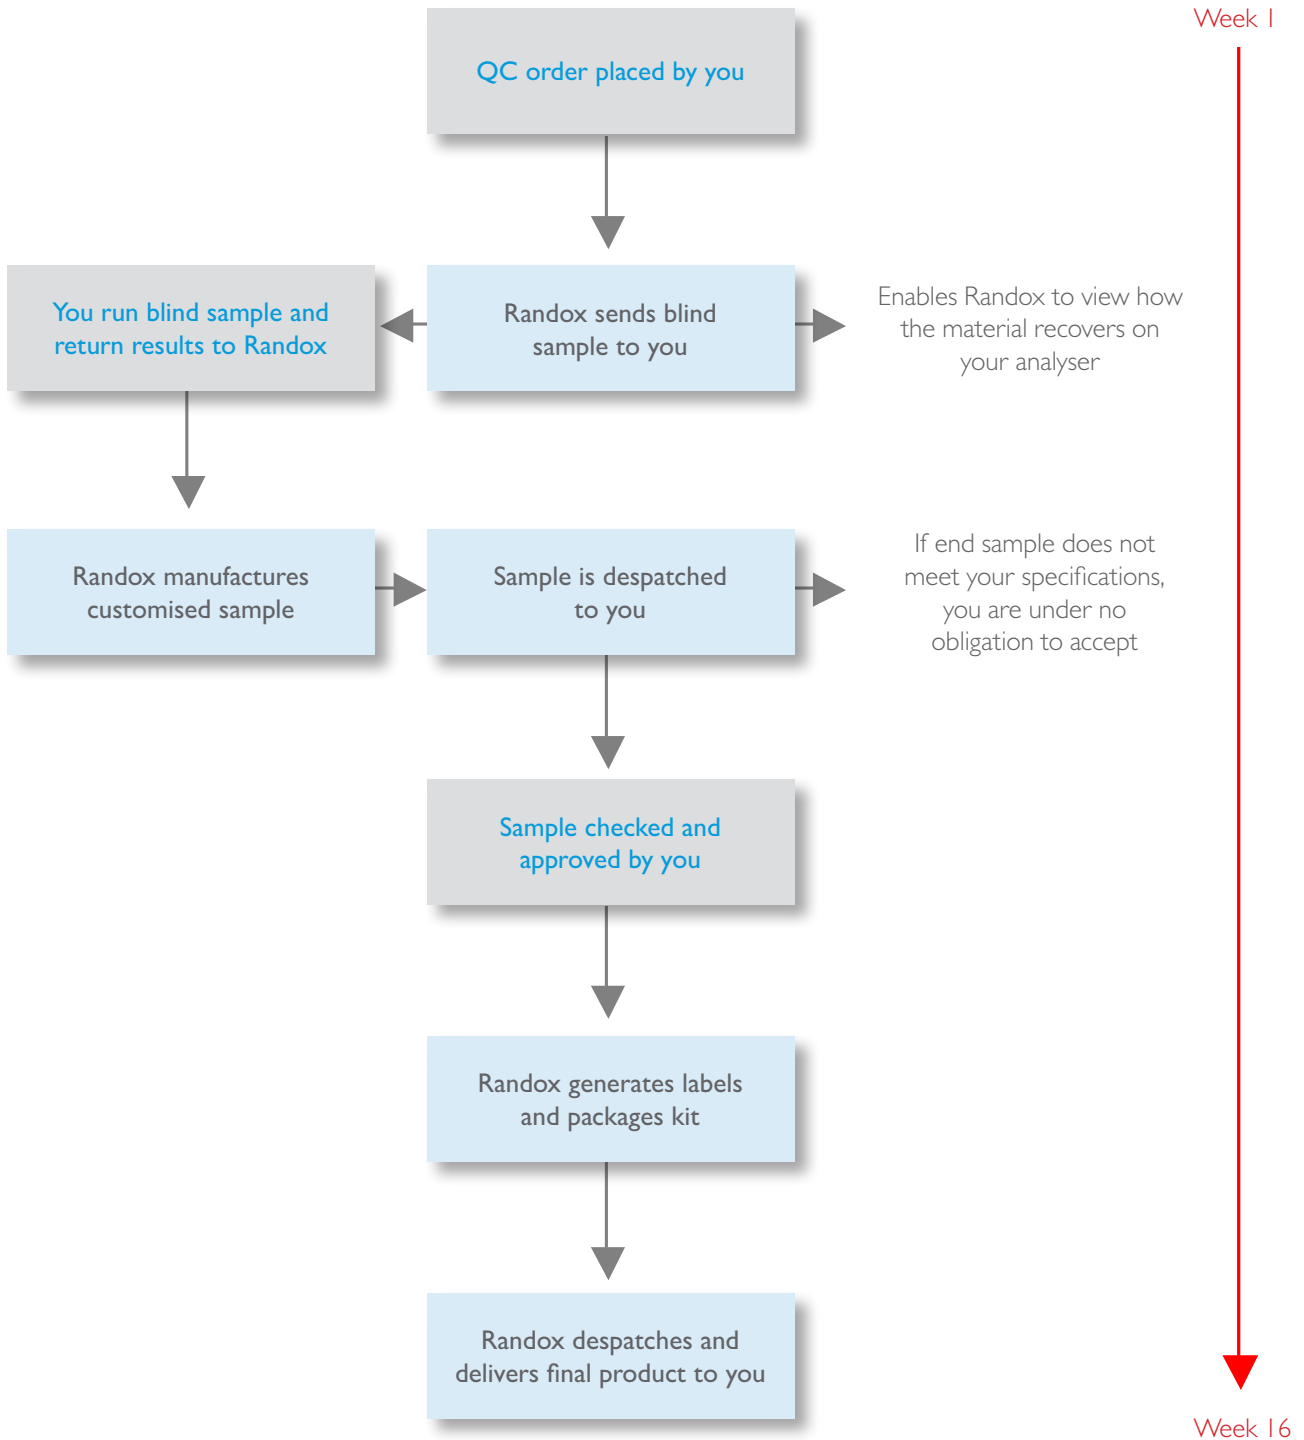 Week 1
QC order placed by you
You run blind sample and
return results to Randox
Randox sends blind
sample to you
Enables Randox to view how
the material recovers on
your analyser
Randox manufactures
customised sample
Sample is despatched
to you
If end sample does not
meet your specifications,
you are under no
obligation to accept
Sample checked and
approved by you
Randox generates labels
and packages kit
Randox despatches and
delivers final product to you
Week 16